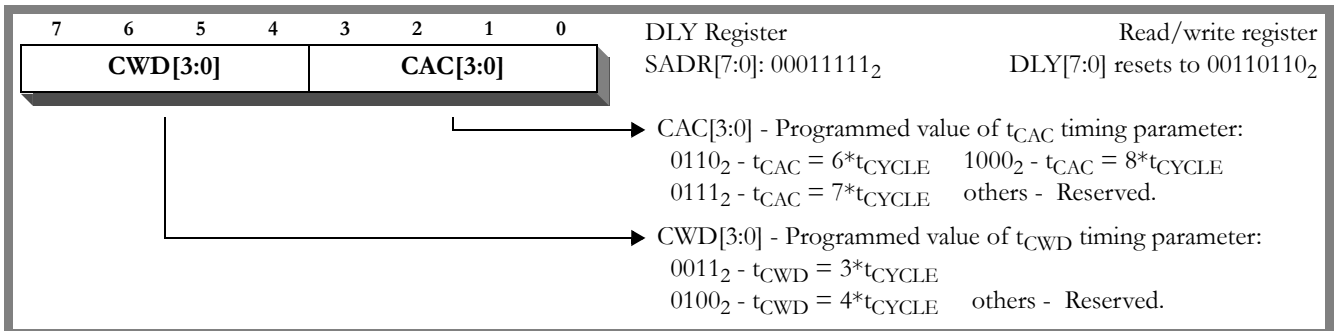 7 6 5 4 3 2 1 0
CWD[3:0] CAC[3:0]
DLY Register Read/write register
SADR[7:0]: 00011111₂ DLY[7:0] resets to 00110110₂
CAC[3:0] - Programmed value of tCAC timing parameter:
0110₂ - tCAC = 6*tCYCLE 1000₂ - tCAC = 8*tCYCLE
0111₂ - tCAC = 7*tCYCLE others - Reserved.
CWD[3:0] - Programmed value of tCWD timing parameter:
0011₂ - tCWD = 3*tCYCLE
0100₂ - tCWD = 4*tCYCLE others - Reserved.